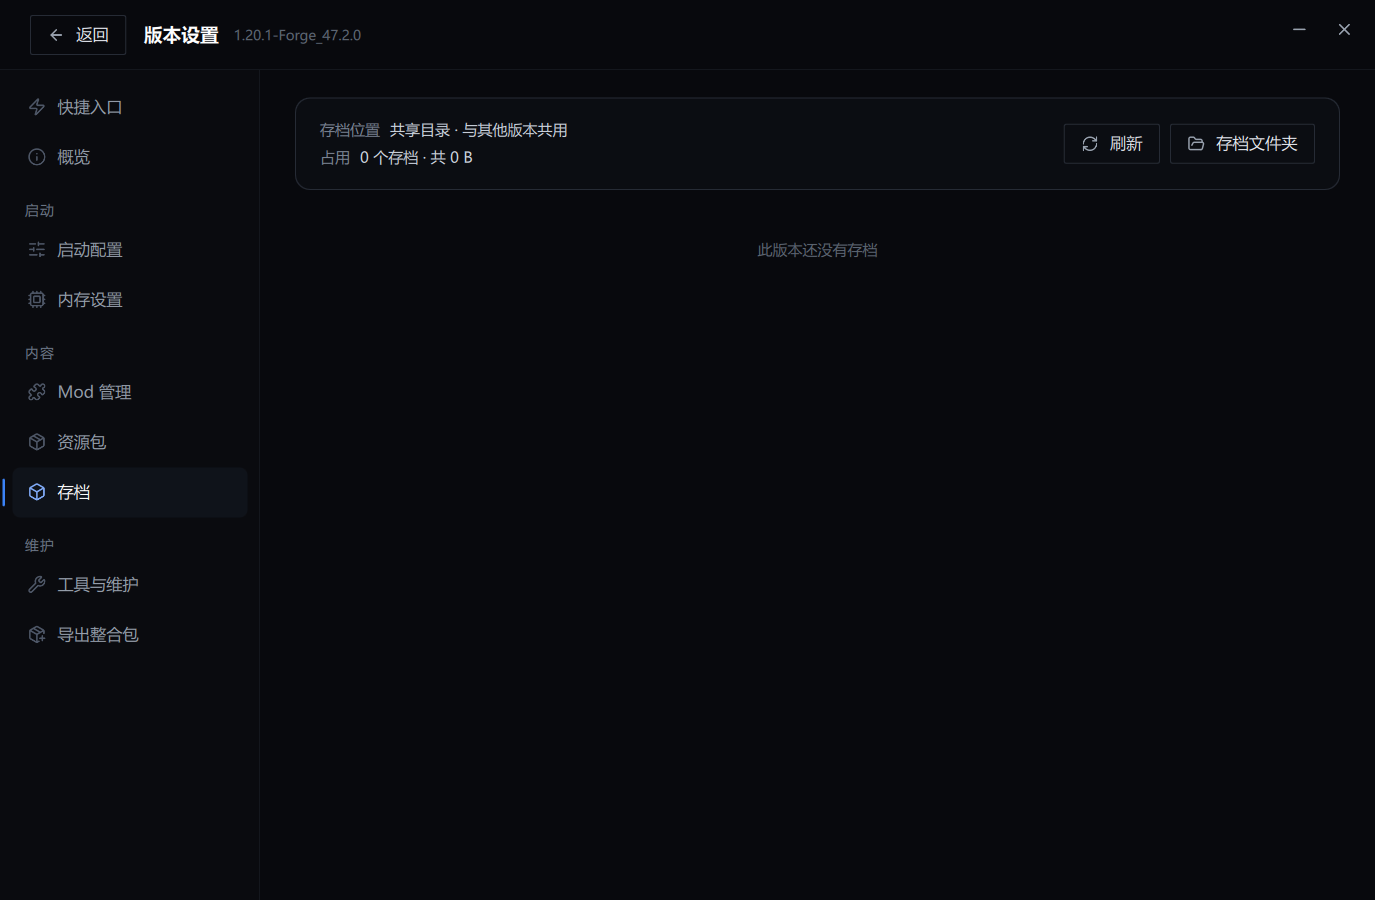 返回
版本设置
1.20.1-Forge_47.2.0
快捷入口
概览
启动
启动配置
内存设置
内容
Mod 管理
资源包
存档
维护
工具与维护
导出整合包
存档位置 共享目录 · 与其他版本共用
占用 0 个存档 · 共 0 B
刷新
存档文件夹
此版本还没有存档